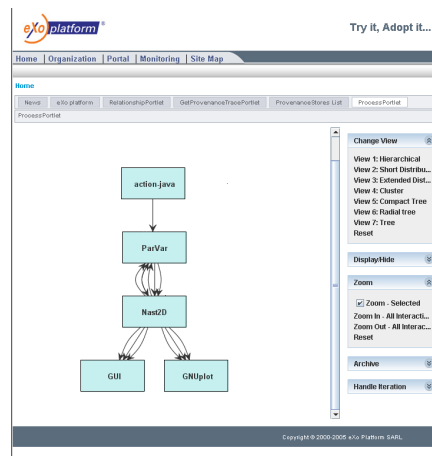 eXo platform ®
Try it, Adopt it...
Home | Organization | Portal | Monitoring | Site Map
Home
News eXo platform RelationshipPortlet GetProvenanceTracePortlet ProvenanceStores List ProcessPortlet
ProcessPortlet
Change View
View 1: Hierarchical
View 2: Short Distribu...
View 3: Extended Dist...
View 4: Cluster
View 5: Compact Tree
View 6: Radial tree
View 7: Tree
Reset
Display/Hide
Zoom
Zoom - Selected
Zoom In - All Interacti...
Zoom Out - All Interac...
Reset
Archive
Handle Iteration
action-java
ParVar
Nast2D
GUI GNUplot
Copyright © 2000-2005 eXo Platform SARL